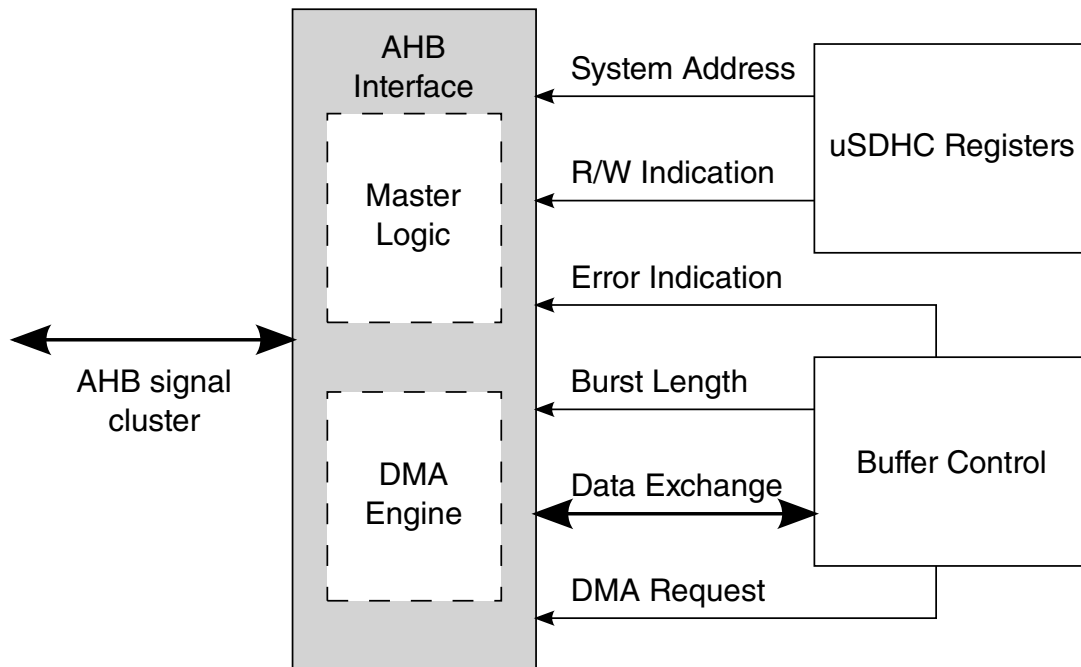 AHB
Interface
Master
Logic
DMA
Engine
AHB signal
cluster
System Address
R/W Indication
Error Indication
Burst Length
Data Exchange
DMA Request
uSDHC Registers
Buffer Control